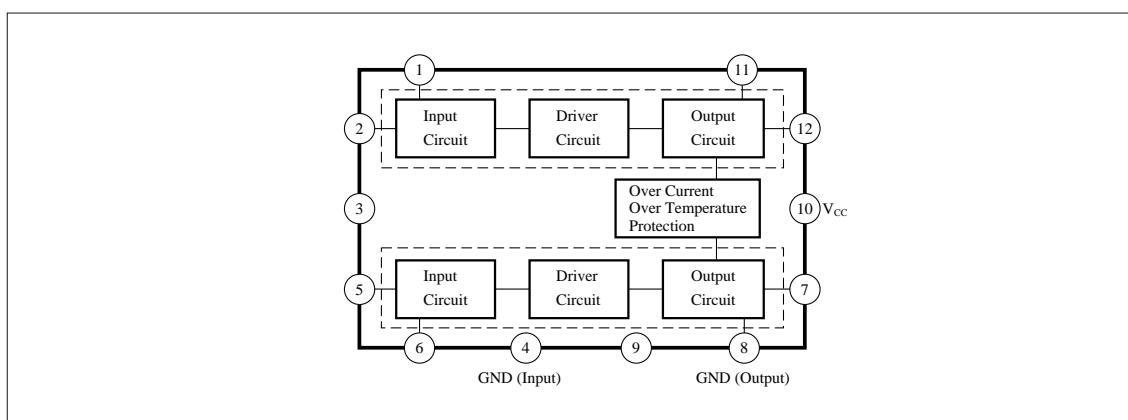 1
11
2
Input
Circuit
Driver
Circuit
Output
Circuit
12
Over Current
Over Temperature
Protection
3
10
VCC
5
Input
Circuit
Driver
Circuit
Output
Circuit
7
6
4
9
8
GND (Input)
GND (Output)